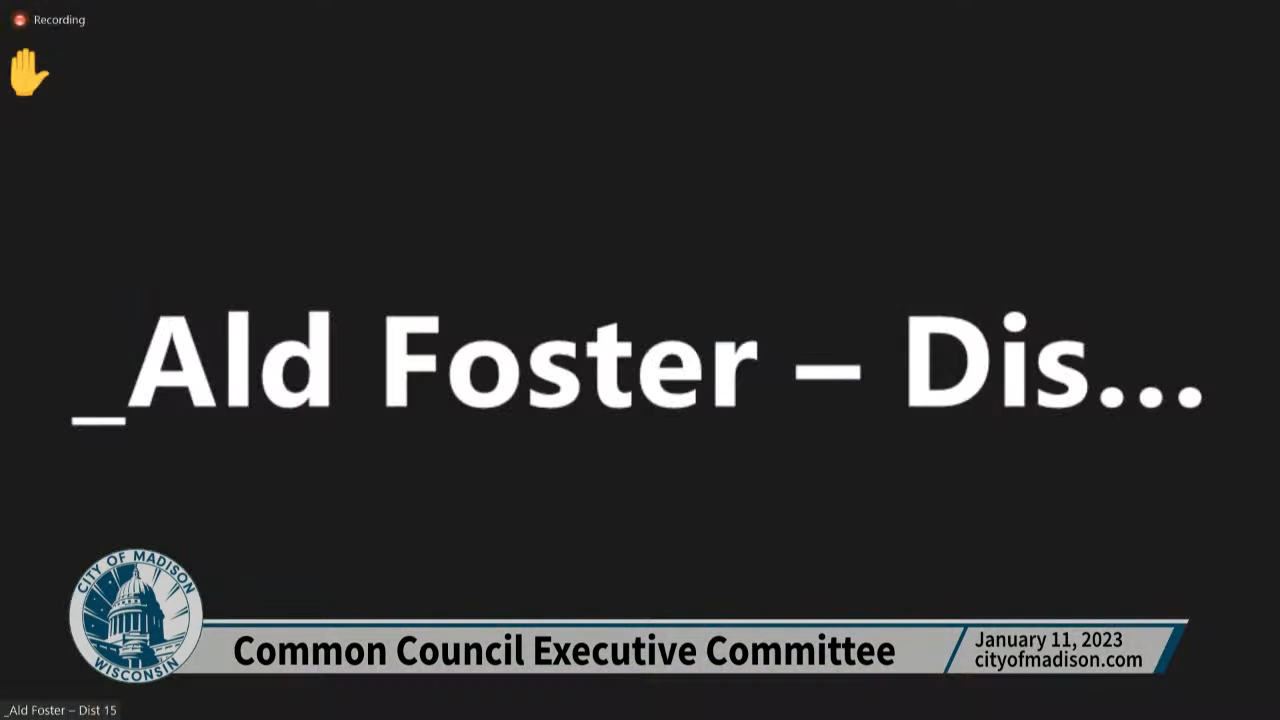 Recording
_Ald Foster – Dis...
CITY OF MADISON
WISCONSIN
Common Council Executive Committee
January 11, 2023
cityofmadison.com
_Ald Foster – Dist 15